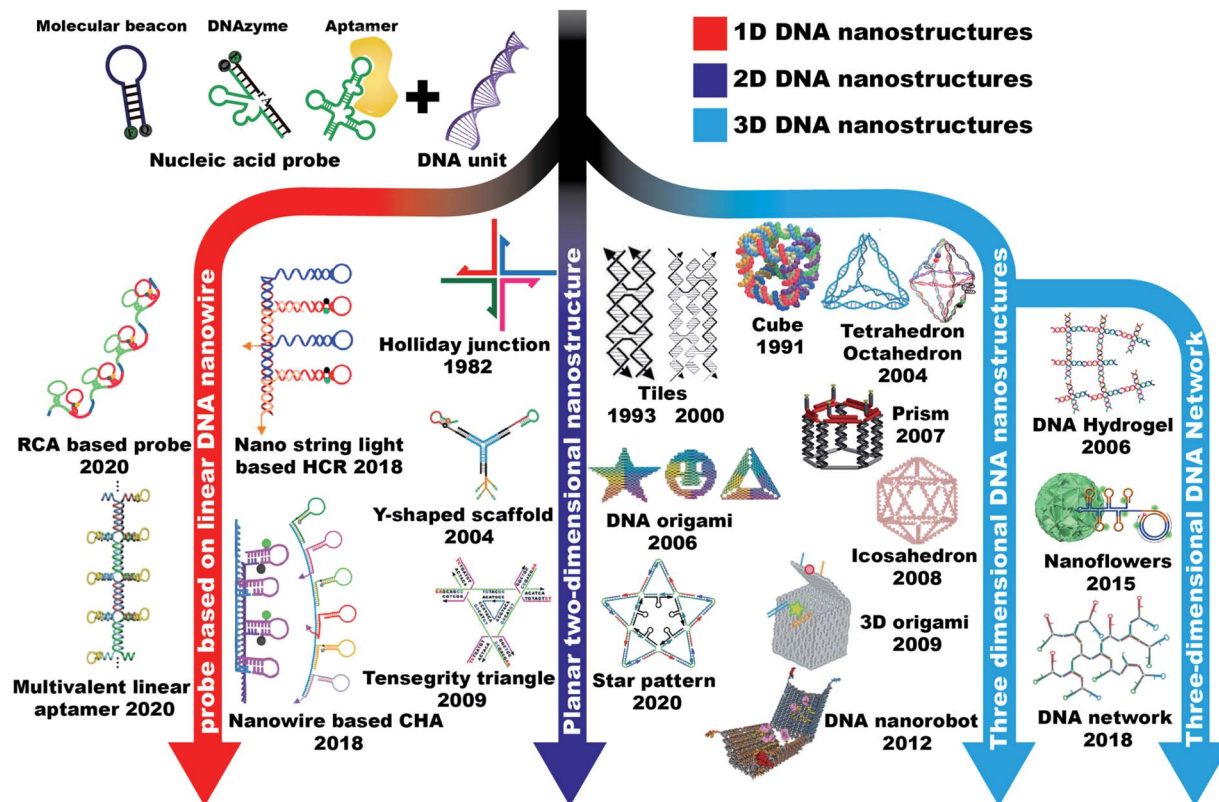 Molecular beacon
DNAzyme
Aptamer
Nucleic acid probe
DNA unit
1D DNA nanostructures
2D DNA nanostructures
3D DNA nanostructures
probe based on linear DNA nanowire
RCA based probe
2020
Nano string light
based HCR 2018
Multivalent linear
aptamer 2020
Nanowire based CHA
2018
Planar two-dimensional nanostructure
Holliday junction
1982
Y-shaped scaffold
2004
Tensegrity triangle
2009
Tiles
1993 2000
DNA origami
2006
Star pattern
2020
Three dimensional DNA nanostructures
Cube
1991
Tetrahedron
Octahedron
2004
Prism
2007
Icosahedron
2008
3D origami
2009
DNA nanorobot
2012
Three-dimensional DNA Network
DNA Hydrogel
2006
Nanoflowers
2015
DNA network
2018